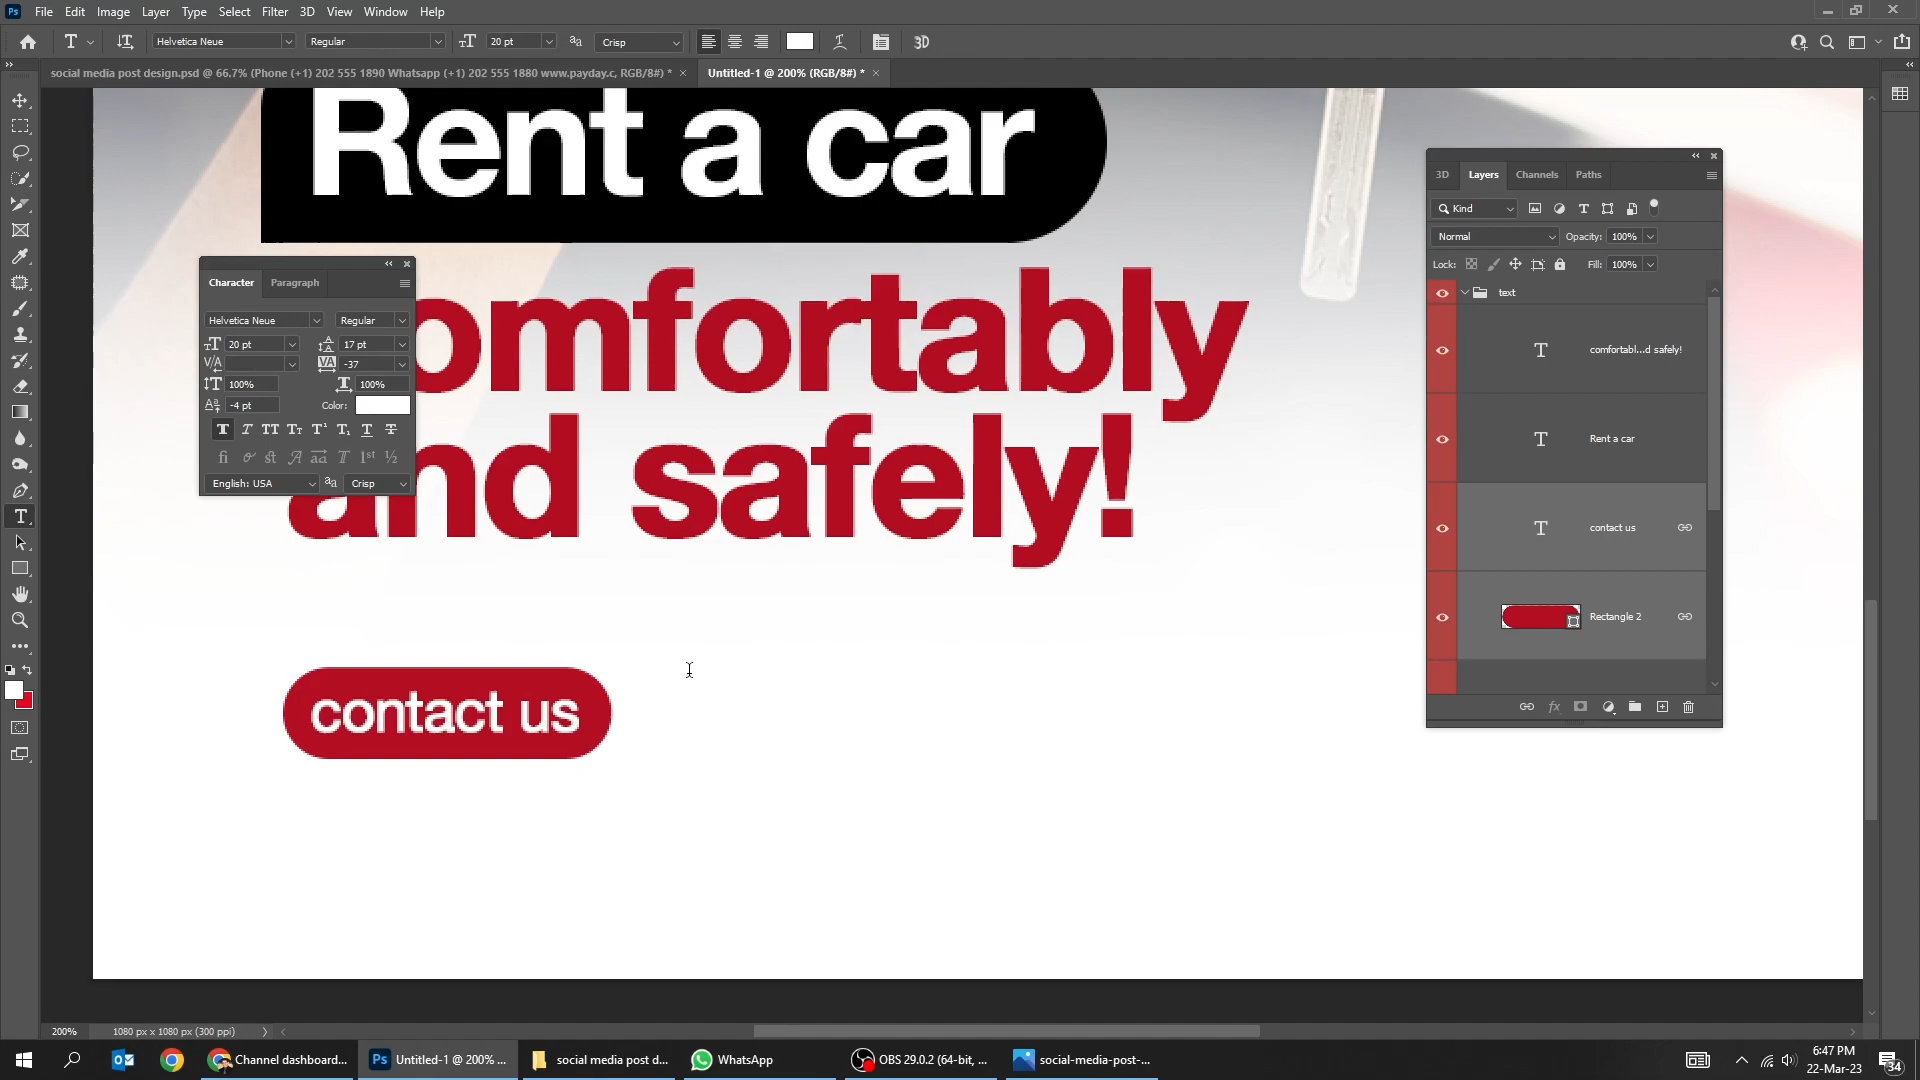 Ps File Edit Image Layer Type Select Filter 3D View Window Help
T Helvetica Neue Regular 20 pt Crisp 3D
social media post design.psd @ 66.7% (Phone (+1) 202 555 1890 Whatsapp (+1) 202 555 1880 www.payday.c, RGB/8#) * × Untitled-1 @ 200% (RGB/8#) * ×
Rent a car
omfortably
and safely!
contact us
Character Paragraph
Helvetica Neue Regular
20 pt 17 pt
V/A VA -37
100% 100%
-4 pt Color:
English: USA aa Crisp
3D Layers Channels Paths
Kind
Normal Opacity: 100%
Lock: Fill: 100%
text
comfortabl...d safely!
Rent a car
contact us
Rectangle 2
200% 1080 px x 1080 px (300 ppi)
Channel dashboard... Ps Untitled-1 @ 200% ... social media post d... WhatsApp OBS 29.0.2 (64-bit, ... social-media-post-...
6:47 PM
22-Mar-23
34